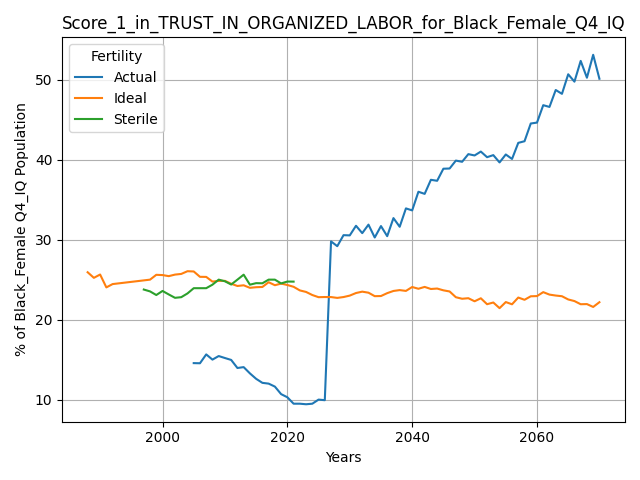 Score_1_in_TRUST_IN_ORGANIZED_LABOR_for_Black_Female_Q4_IQ
Fertility
Actual
Ideal
Sterile
% of Black_Female Q4_IQ Population
50
40
30
20
10
2000 2020 2040 2060
Years